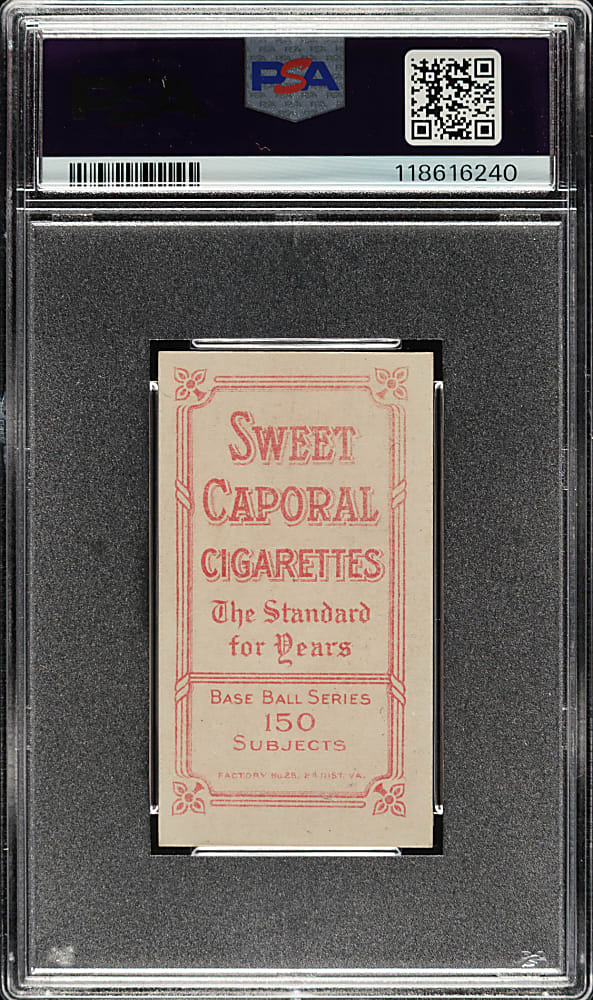 PSA
118616240
SWEET
CAPORAL
CIGARETTES
The Standard
for Years
BASE BALL SERIES
150
SUBJECTS
FACTORY No. 25, 2d DIST. VA.